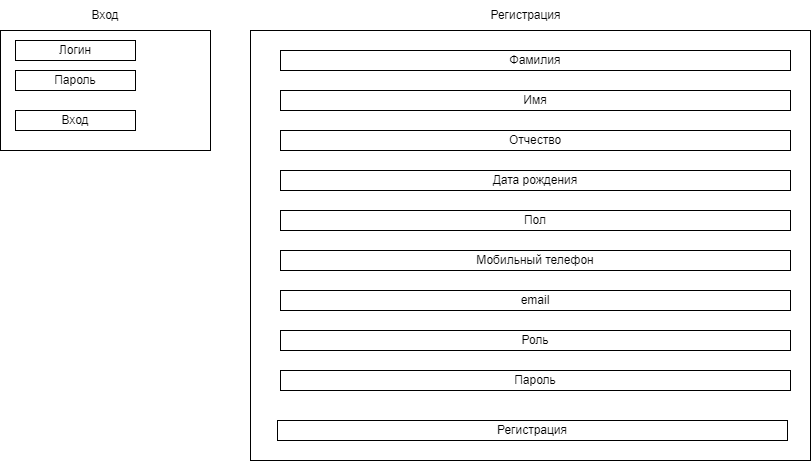 Вход
Логин
Пароль
Вход
Регистрация
Фамилия
Имя
Отчество
Дата рождения
Пол
Мобильный телефон
email
Роль
Пароль
Регистрация